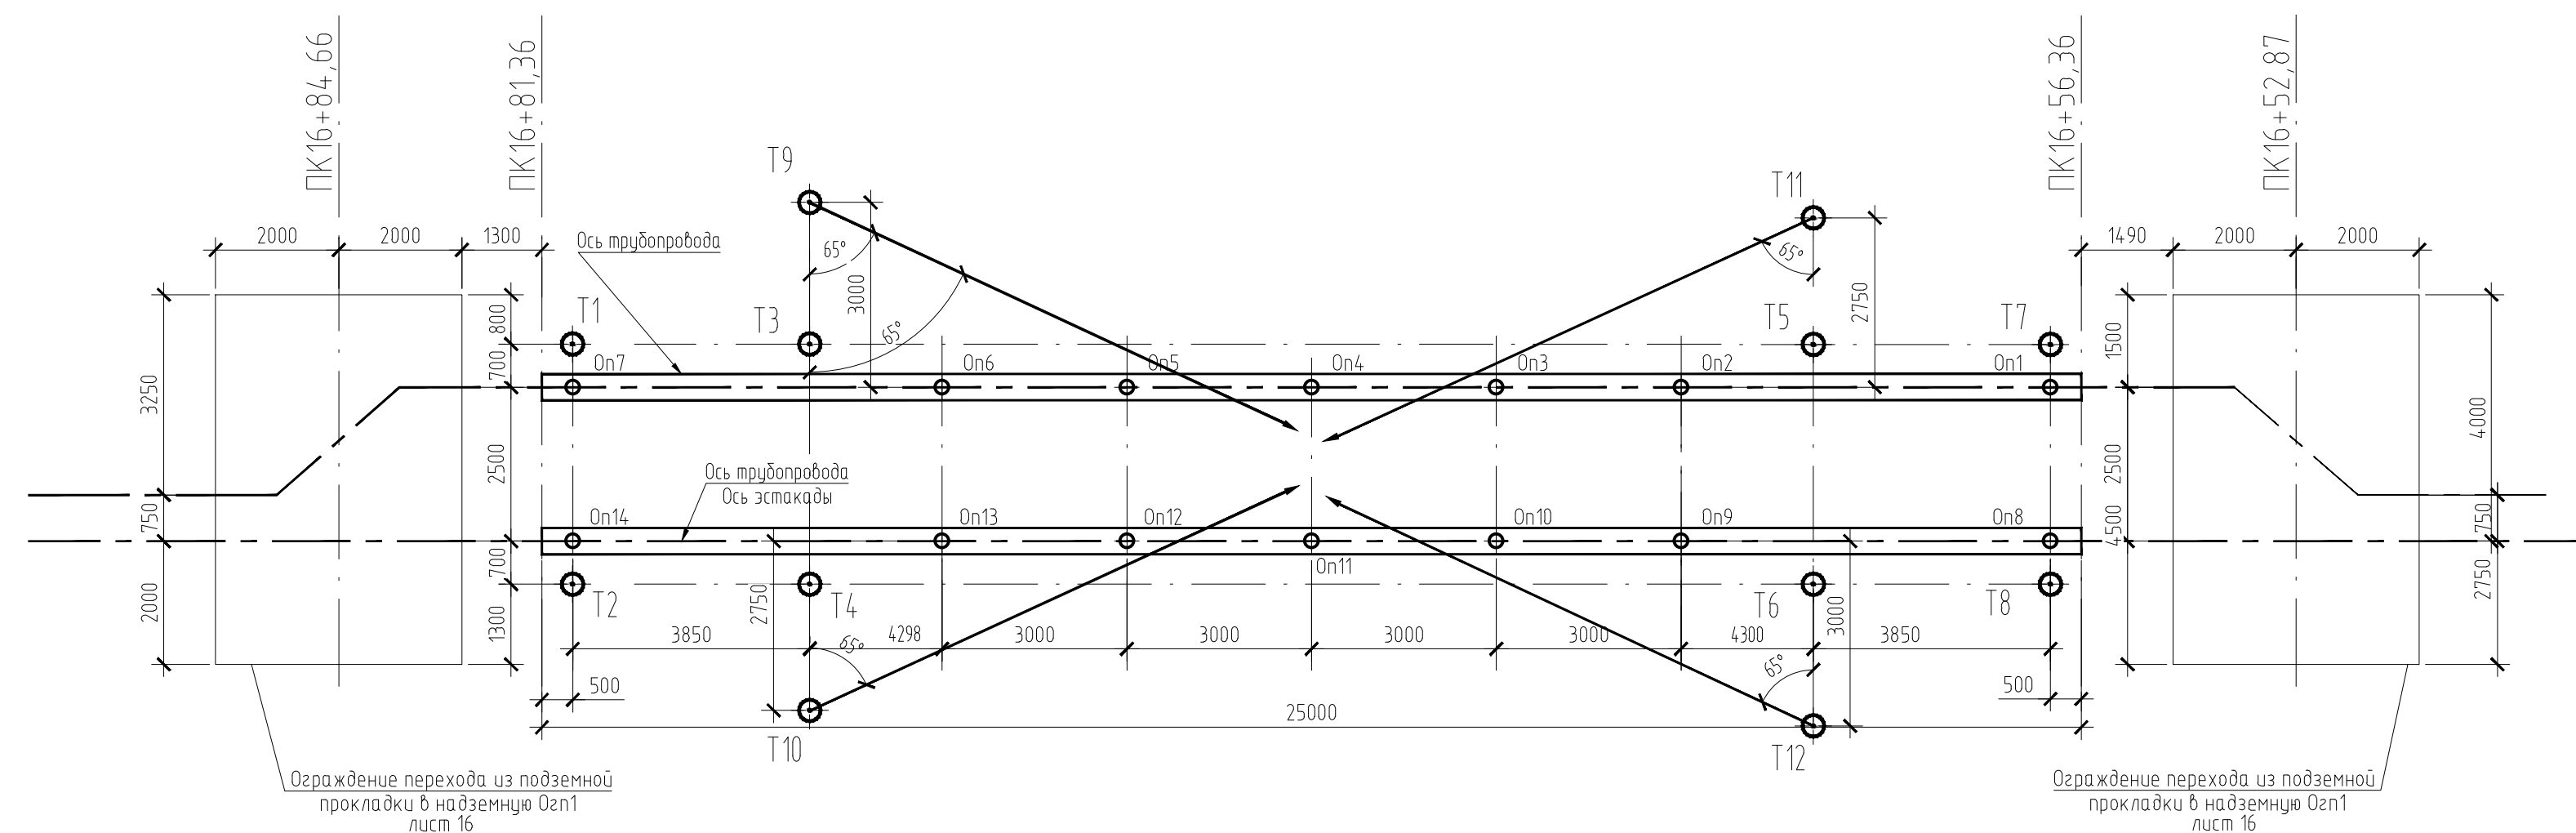 ПК16+84,66
ПК16+81,36
ПК16+56,36
ПК16+52,87
Т9
Т11
2000
2000
1300
Ось трубопровода
65°
65°
1490
2000
2000
3000
2750
65°
Т1
Т3
Т5
Т7
800
700
1500
3250
4000
Оп7
Оп6
Оп5
Оп4
Оп3
Оп2
Оп1
2500
2500
Ось трубопровода
Ось эстакады
750
750
4500
Оп14
Оп13
Оп12
Оп11
Оп10
Оп9
Оп8
700
2000
1300
2750
2750
3000
Т2
Т4
Т6
Т8
3850
4298
3000
3000
3000
3000
4300
3850
65°
65°
500
500
25000
Т10
Т12
Ограждение перехода из подземной
прокладки в надземную Огп1
лист 16
Ограждение перехода из подземной
прокладки в надземную Огп1
лист 16